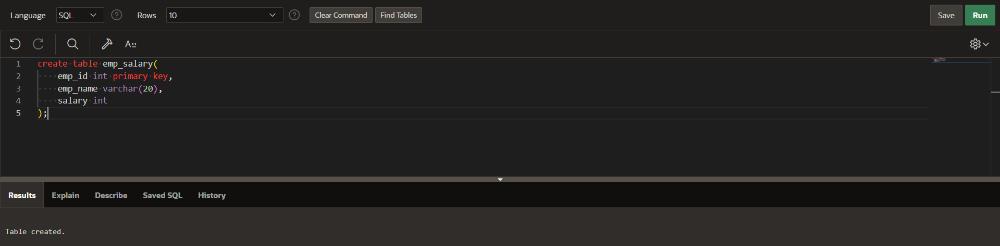 Language SQL ? Rows 10 ? Clear Command Find Tables Save Run
A::
1 create table emp_salary(
2 emp_id int primary key,
3 emp_name varchar(20),
4 salary int
5 );
Results Explain Describe Saved SQL History
Table created.